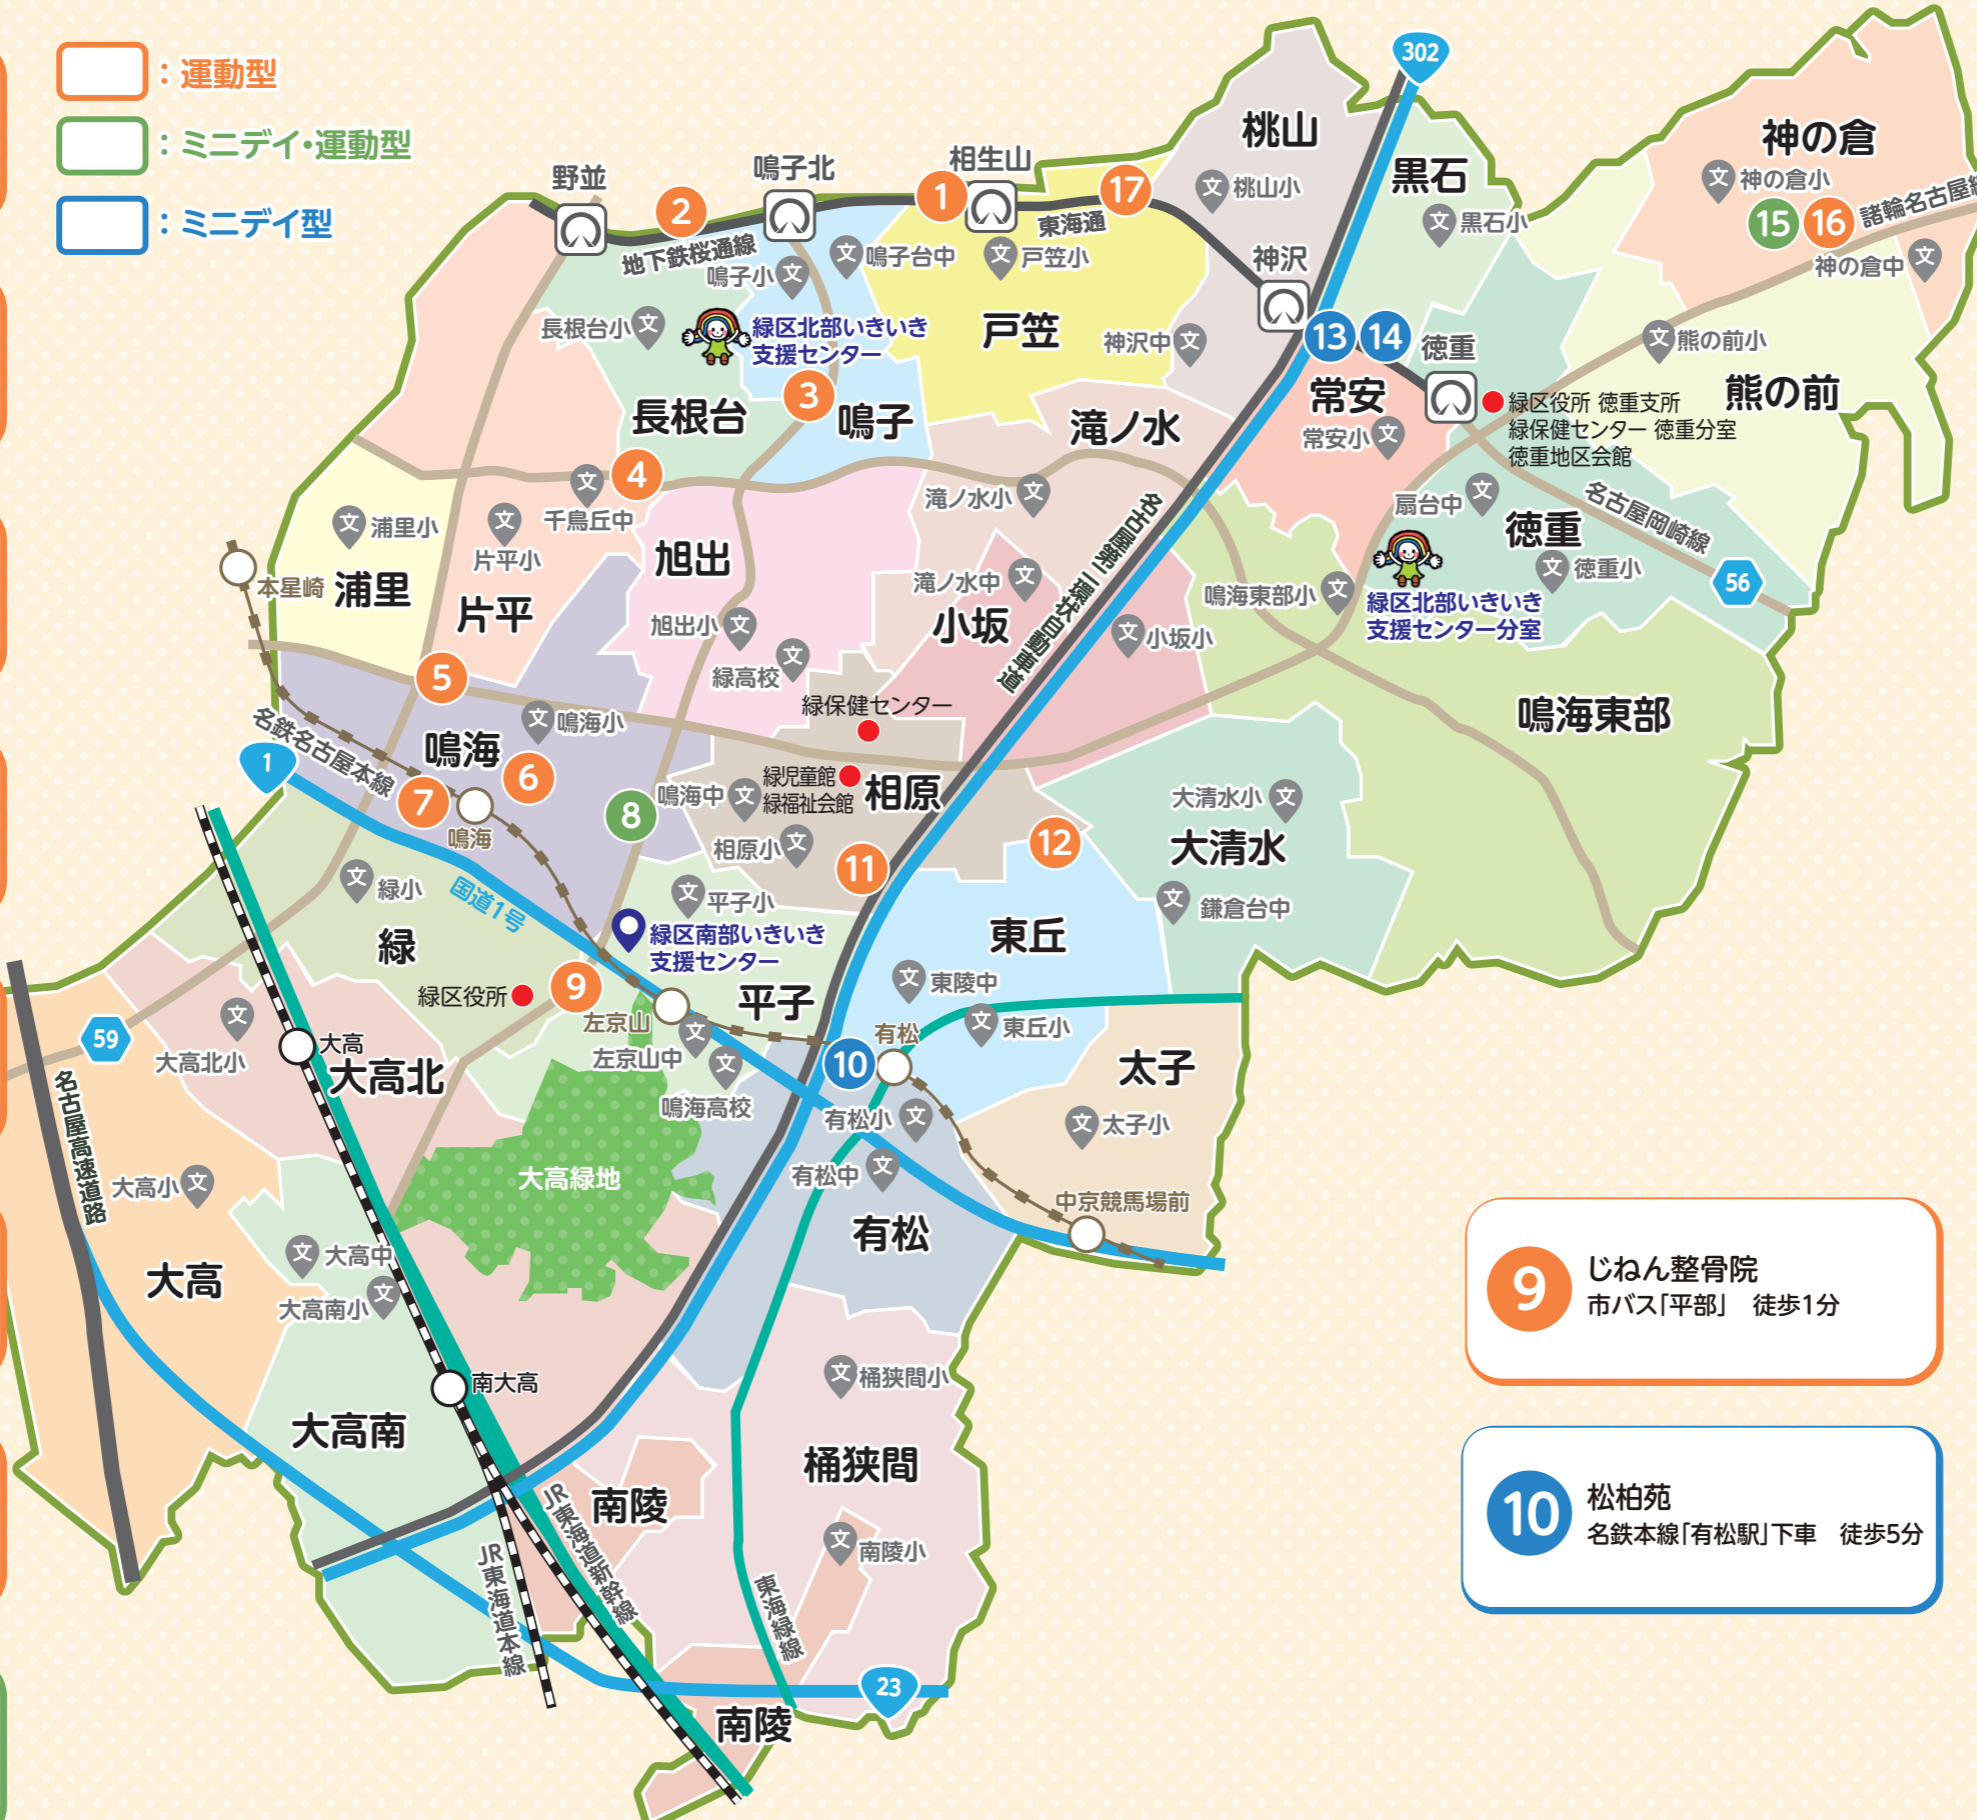 ：運動型
：ミニデイ・運動型
：ミニデイ型
302
桃山
黒石
神の倉
桃山小
黒石小
神の倉小
15
16
諸輪名古屋線
神の倉中
野並
鳴子北
相生山
2
1
17
東海通
地下鉄桜通線
鳴子小
鳴子台中
戸笠小
神沢
長根台小
緑区北部いきいき
支援センター
戸笠
神沢中
13
14
徳重
熊の前小
3
長根台
鳴子
滝ノ水
常安
常安小
緑区役所 徳重支所
緑保健センター 徳重分室
徳重地区会館
熊の前
4
千鳥丘中
浦里小
片平小
滝ノ水小
扇台中
徳重
名古屋岡崎線
56
徳重小
本星崎
浦里
片平
旭出
旭出小
緑高校
滝ノ水中
小坂
名古屋第二環状自動車道
小坂小
鳴海東部小
緑区北部いきいき
支援センター分室
5
鳴海小
緑保健センター
鳴海東部
名鉄名古屋本線
1
鳴海
6
7
鳴海
8
鳴海中
緑児童館
緑福祉会館
相原
相原小
11
12
大清水小
大清水
鎌倉台中
緑小
国道1号
緑
平子小
緑区南部いきいき
支援センター
東丘
東陵中
東丘小
緑区役所
9
左京山
平子
左京山中
鳴海高校
有松
10
59
大高北小
大高
大高北
太子
太子小
有松小
有松中
有松
中京競馬場前
名古屋高速道路
大高小
大高
大高緑地
大高中
大高南小
南大高
大高南
桶狭間小
桶狭間
南陵
南陵小
JR東海道新幹線
JR東海道本線
東海緑線
23
南陵
9
じねん整骨院
市バス「平部」　徒歩1分
10
松柏苑
名鉄本線「有松駅」下車　徒歩5分